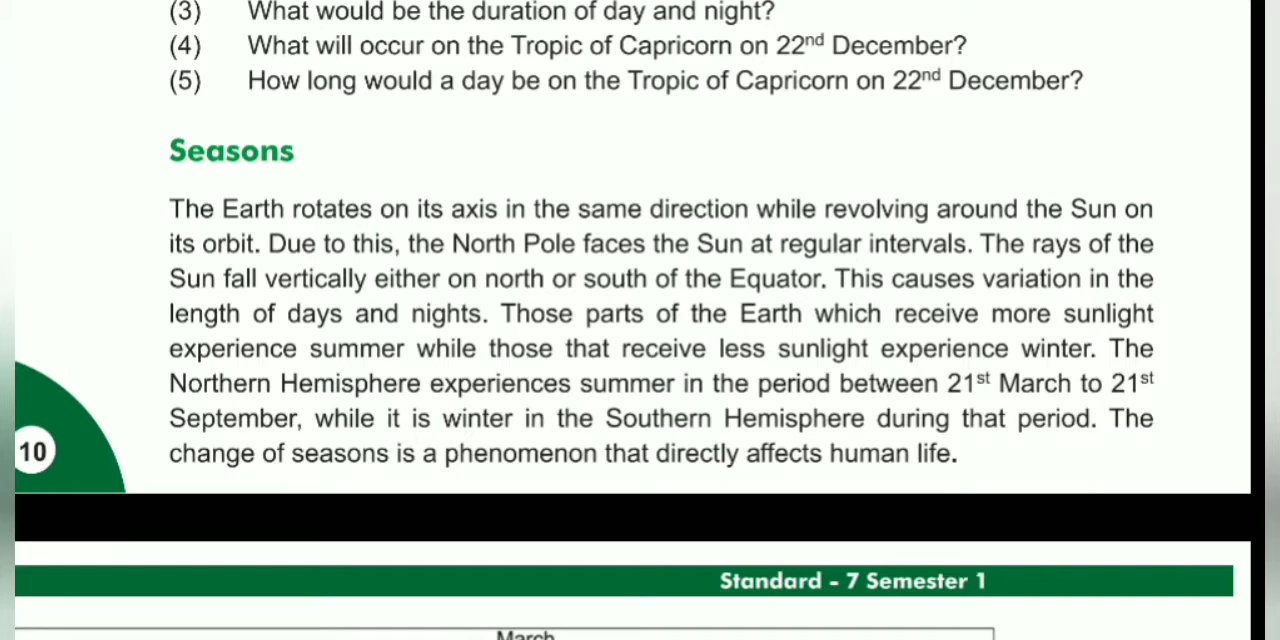 (3) What would be the duration of day and night?
(4) What will occur on the Tropic of Capricorn on 22nd December?
(5) How long would a day be on the Tropic of Capricorn on 22nd December?
Seasons
The Earth rotates on its axis in the same direction while revolving around the Sun on
its orbit. Due to this, the North Pole faces the Sun at regular intervals. The rays of the
Sun fall vertically either on north or south of the Equator. This causes variation in the
length of days and nights. Those parts of the Earth which receive more sunlight
experience summer while those that receive less sunlight experience winter. The
Northern Hemisphere experiences summer in the period between 21st March to 21st
September, while it is winter in the Southern Hemisphere during that period. The
change of seasons is a phenomenon that directly affects human life.
10
Standard - 7 Semester 1
March